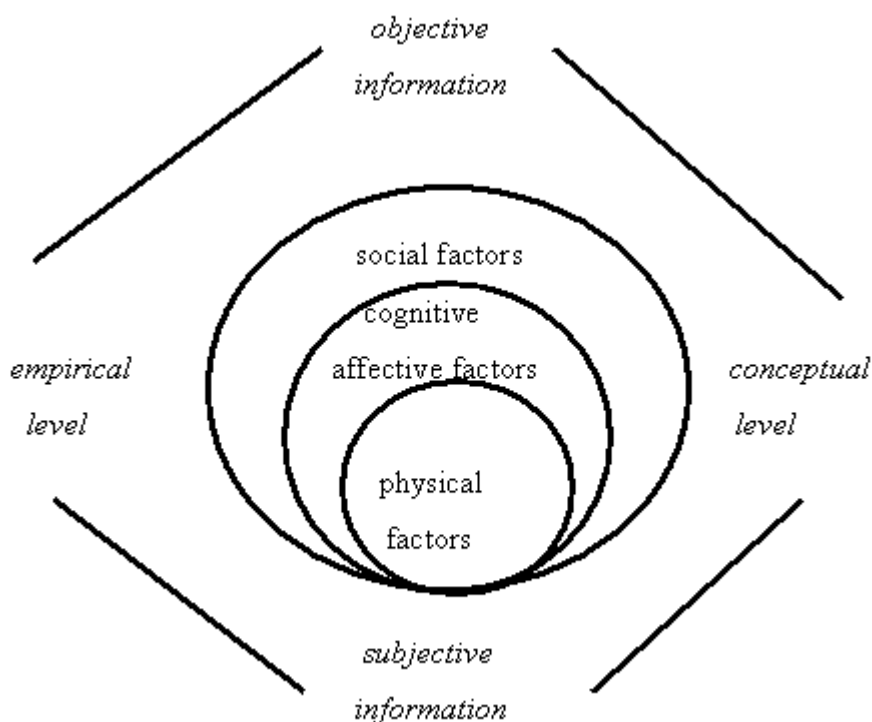 objective
information
social factors
cognitive
affective factors
empirical
level
conceptual
level
physical
factors
subjective
information